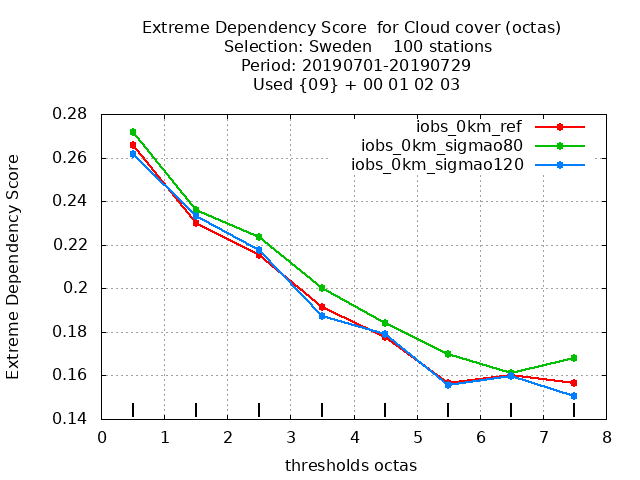 Extreme Dependency Score  for Cloud cover (octas)
Selection: Sweden    100 stations
Period: 20190701-20190729
Used {09} + 00 01 02 03
iobs_0km_ref
iobs_0km_sigmao80
iobs_0km_sigmao120
Extreme Dependency Score
0.28
0.26
0.24
0.22
0.2
0.18
0.16
0.14
0 1 2 3 4 5 6 7 8
thresholds octas